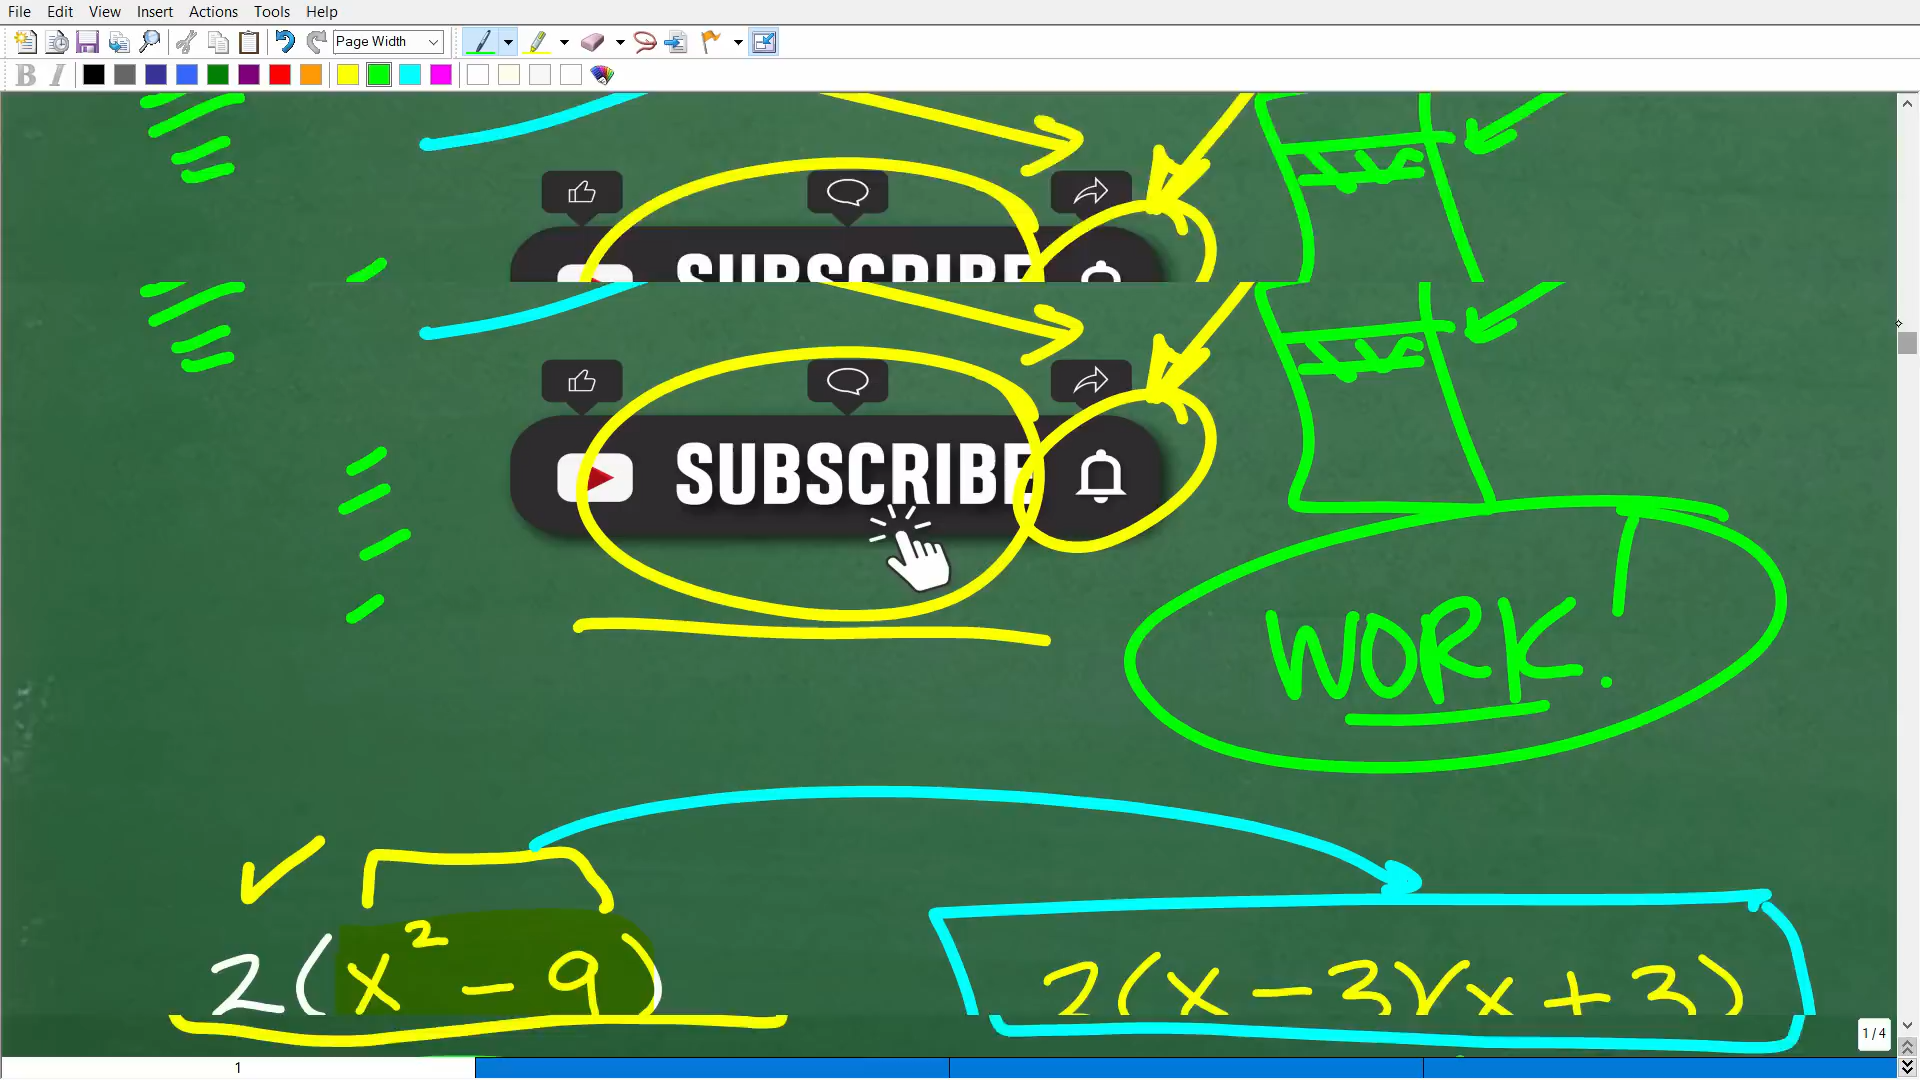 File Edit View Insert Actions Tools Help
Page Width
B I
SUBSCRIBE
SUBSCRIBE
WORK!
2(x² - 9)
2(x - 3)(x + 3)
1 / 4
1